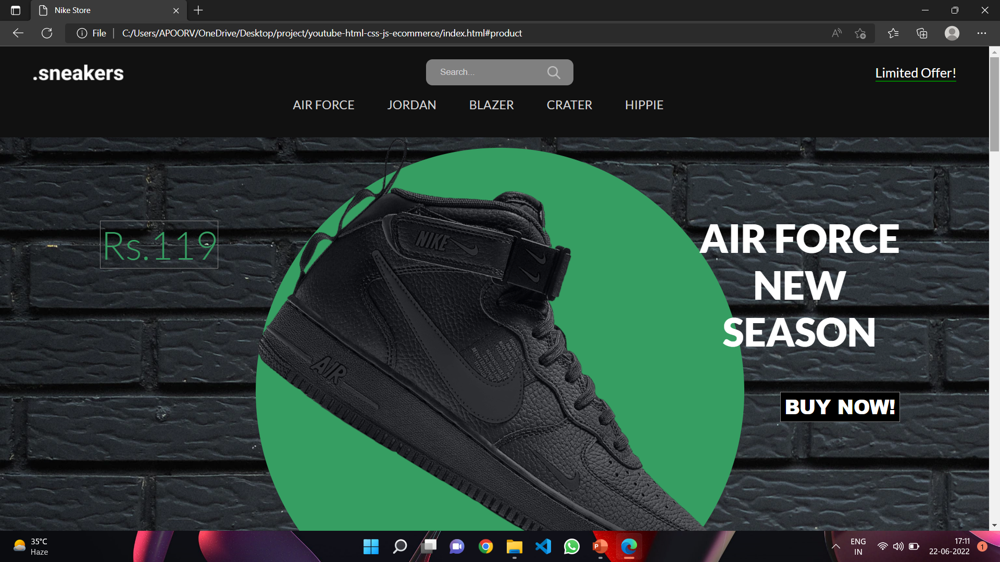 Nike Store
File
C:/Users/APOORV/OneDrive/Desktop/project/youtube-html-css-js-ecommerce/index.html#product
.sneakers
Search...
Limited Offer!
AIR FORCE JORDAN BLAZER CRATER HIPPIE
Rs.119
NIKE
AIR
AIR FORCE
NEW
SEASON
BUY NOW!
35°C
Haze
ENG
IN
17:11
22-06-2022
1